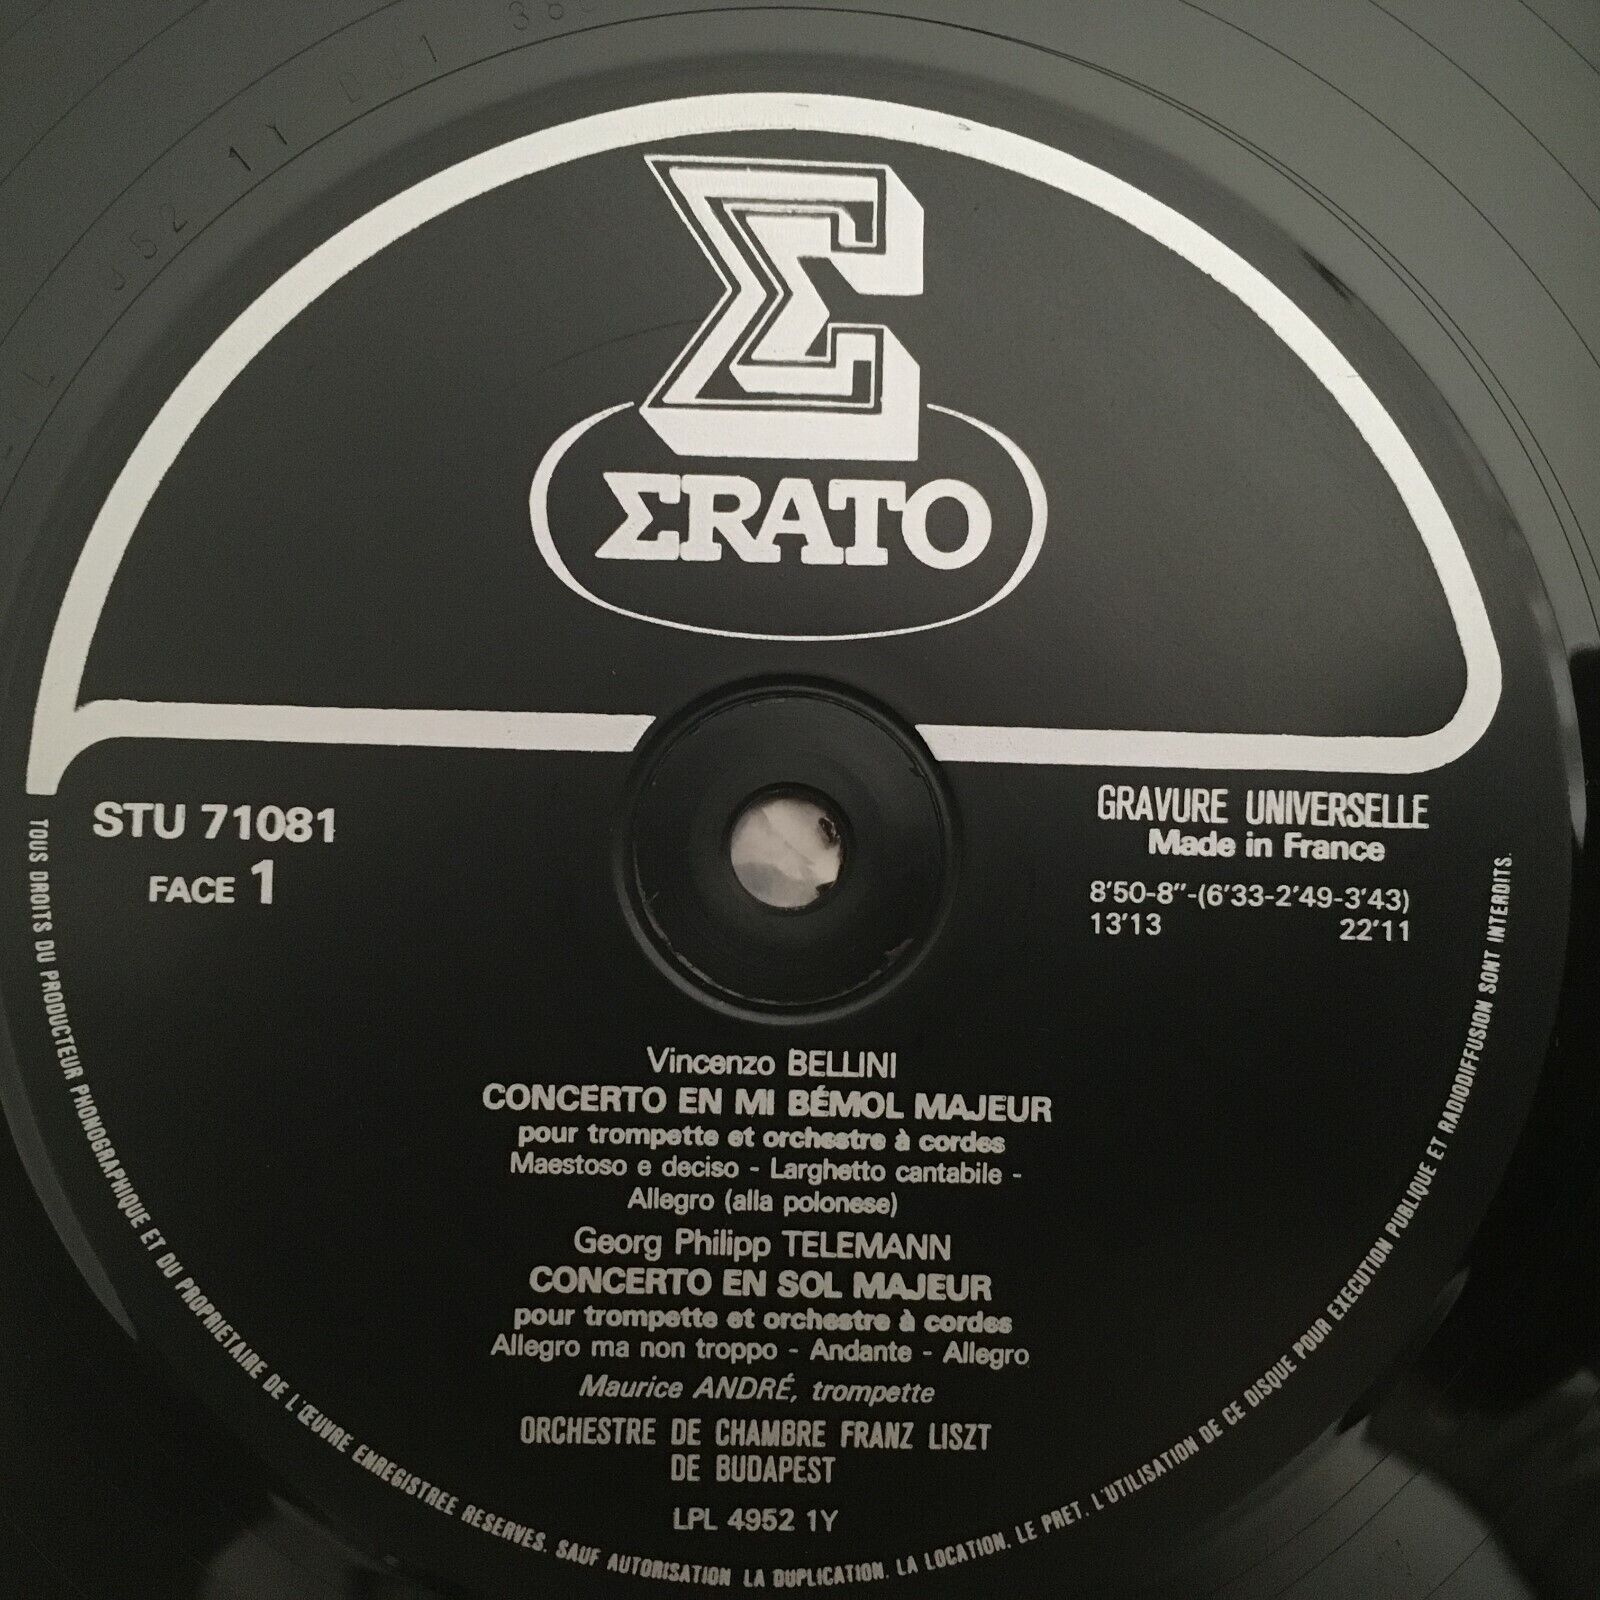 ΣRATO
STU 71081
FACE 1
GRAVURE UNIVERSELLE
Made in France
8'50-8"-(6'33-2'49-3'43)
13'13 22'11
Vincenzo BELLINI
CONCERTO EN MI BÉMOL MAJEUR
pour trompette et orchestre à cordes
Maestoso e deciso - Larghetto cantabile -
Allegro (alla polonese)
Georg Philipp TELEMANN
CONCERTO EN SOL MAJEUR
pour trompette et orchestre à cordes
Allegro ma non troppo - Andante - Allegro
Maurice ANDRÉ, trompette
ORCHESTRE DE CHAMBRE FRANZ LISZT
DE BUDAPEST
LPL 4952 1Y
TOUS DROITS DU PRODUCTEUR PHONOGRAPHIQUE ET DU PROPRIETAIRE DE L'ŒUVRE ENREGISTREE RESERVES. SAUF AUTORISATION LA DUPLICATION. LA LOCATION. LE PRET. L'UTILISATION DE CE DISQUE POUR EXECUTION PUBLIQUE ET RADIODIFFUSION SONT INTERDITS.